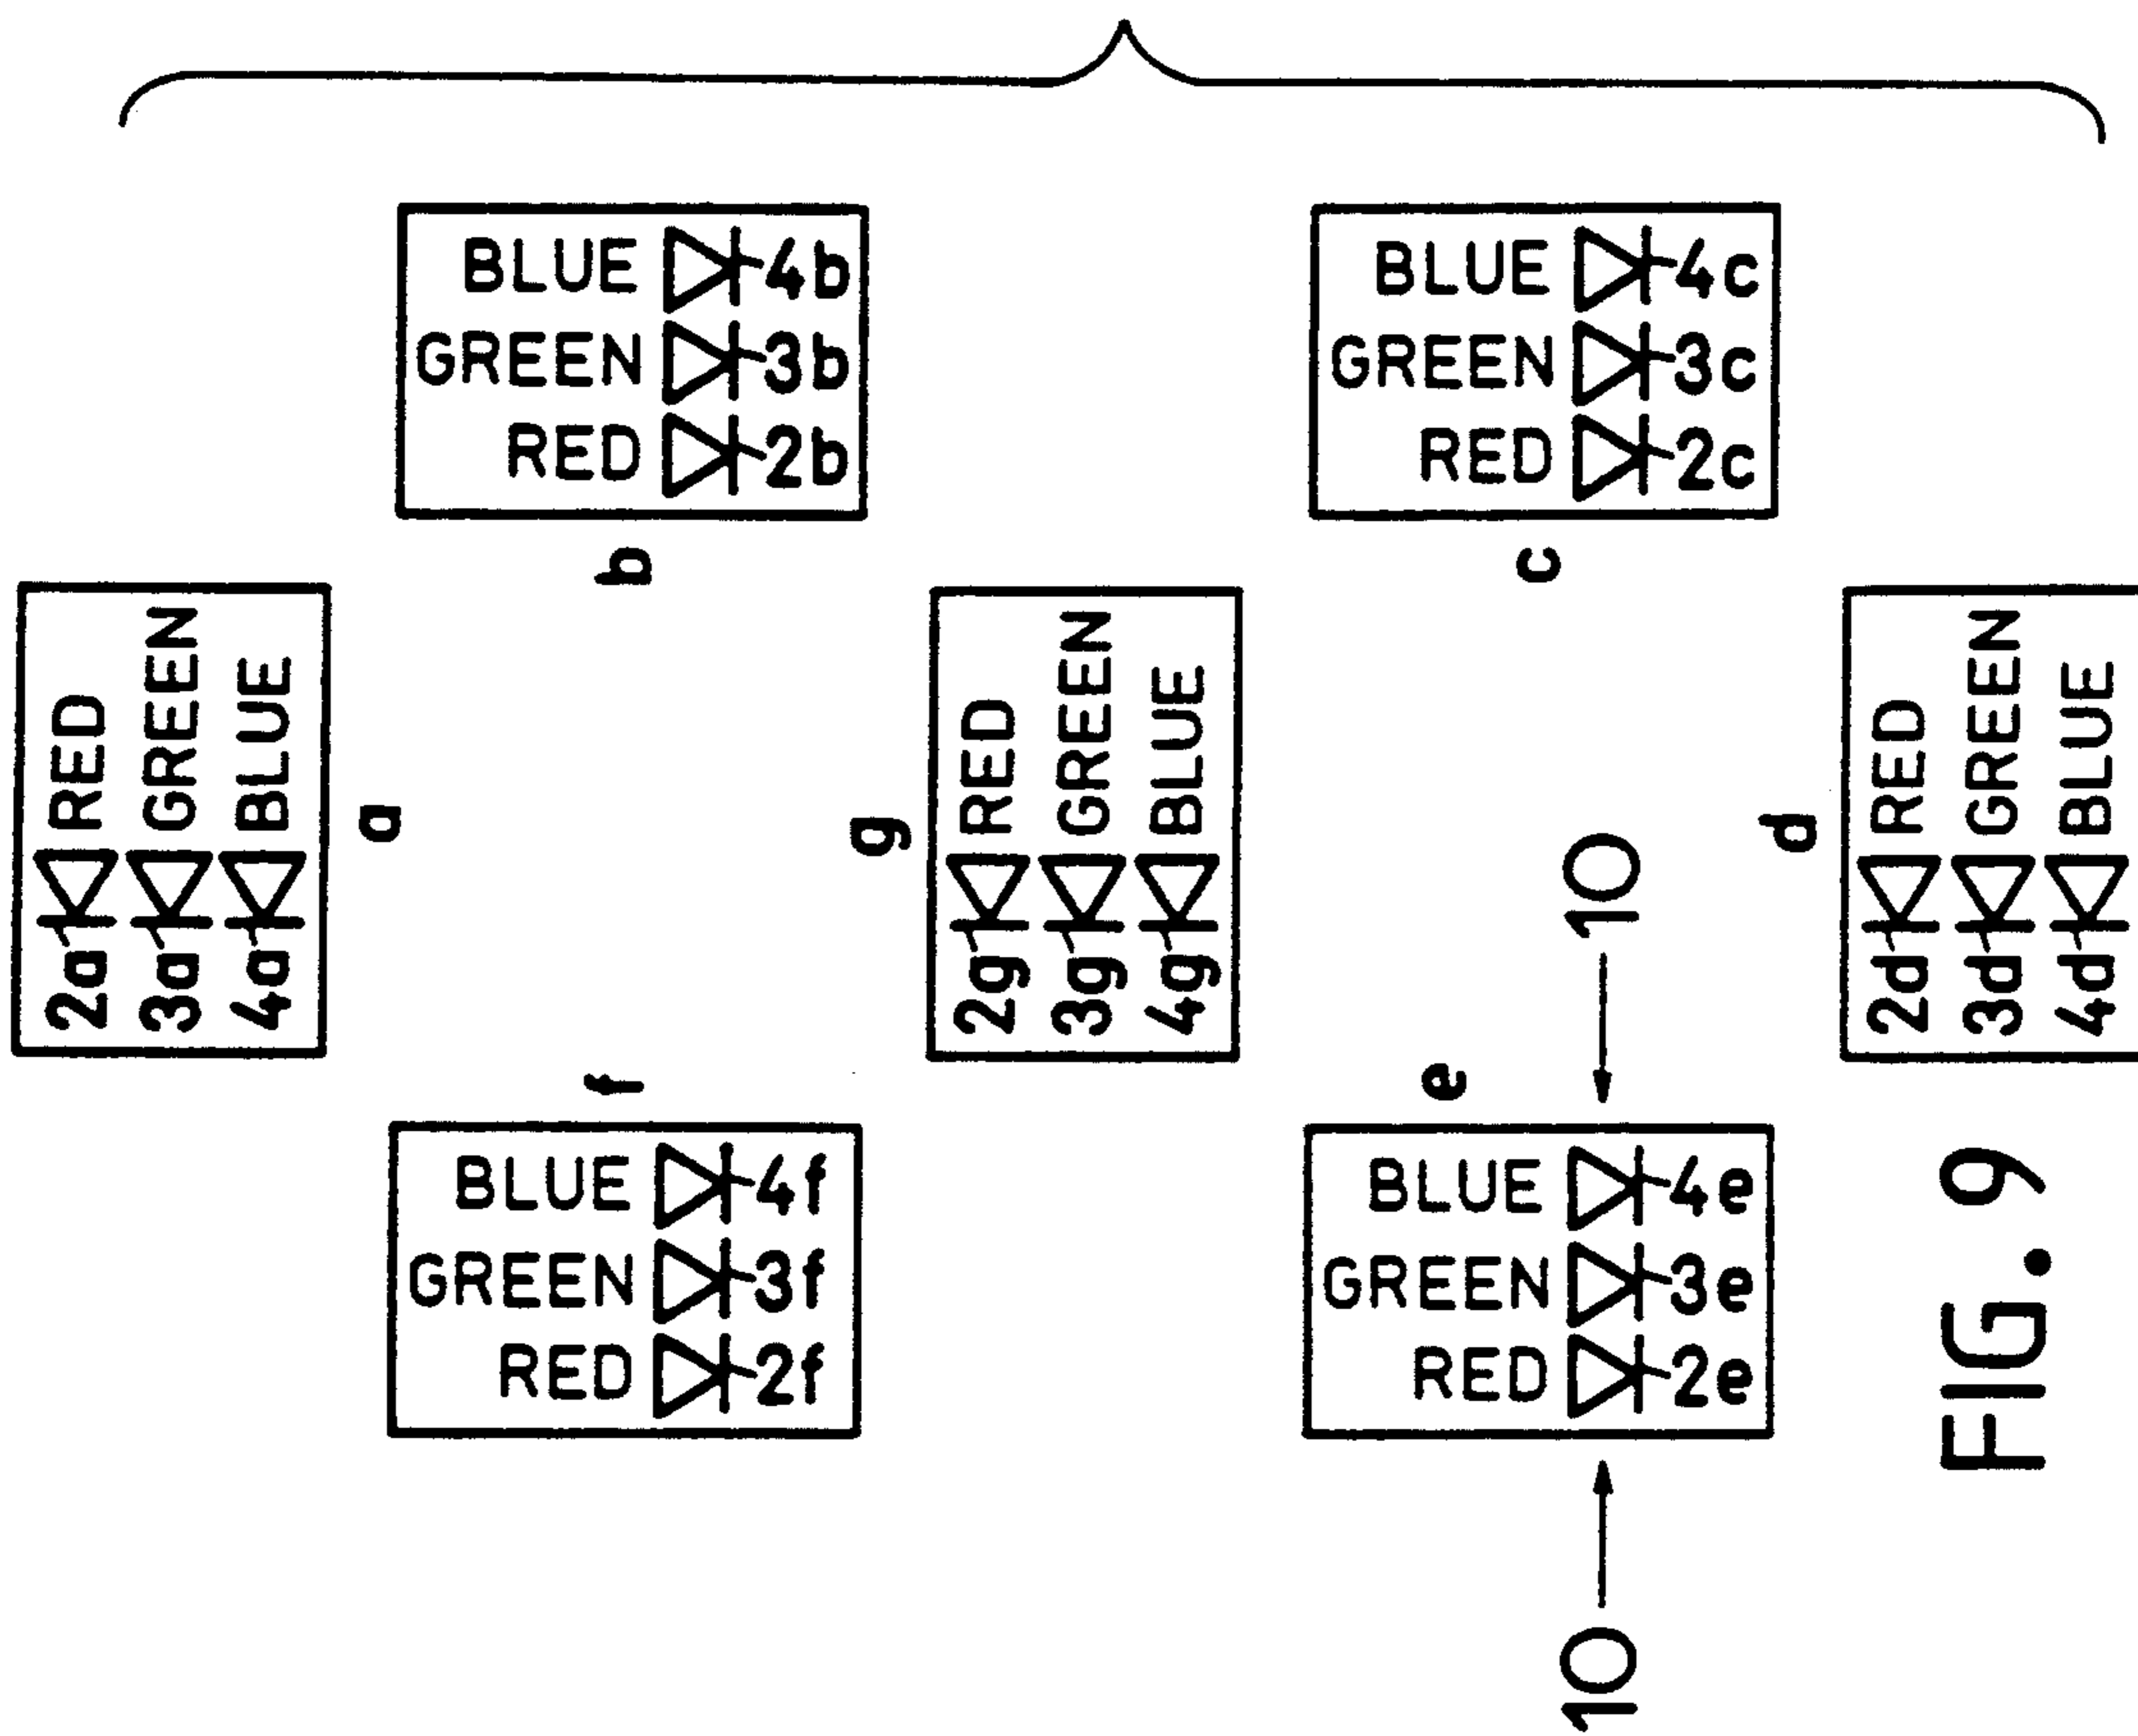 2a RED
3a GREEN
4a BLUE
a
BLUE 4f
GREEN 3f
RED 2f
f
BLUE 4b
GREEN 3b
RED 2b
b
g
2g RED
3g GREEN
4g BLUE
BLUE 4e
GREEN 3e
RED 2e
e
BLUE 4c
GREEN 3c
RED 2c
c
10
10
d
2d RED
3d GREEN
4d BLUE
FIG. 9